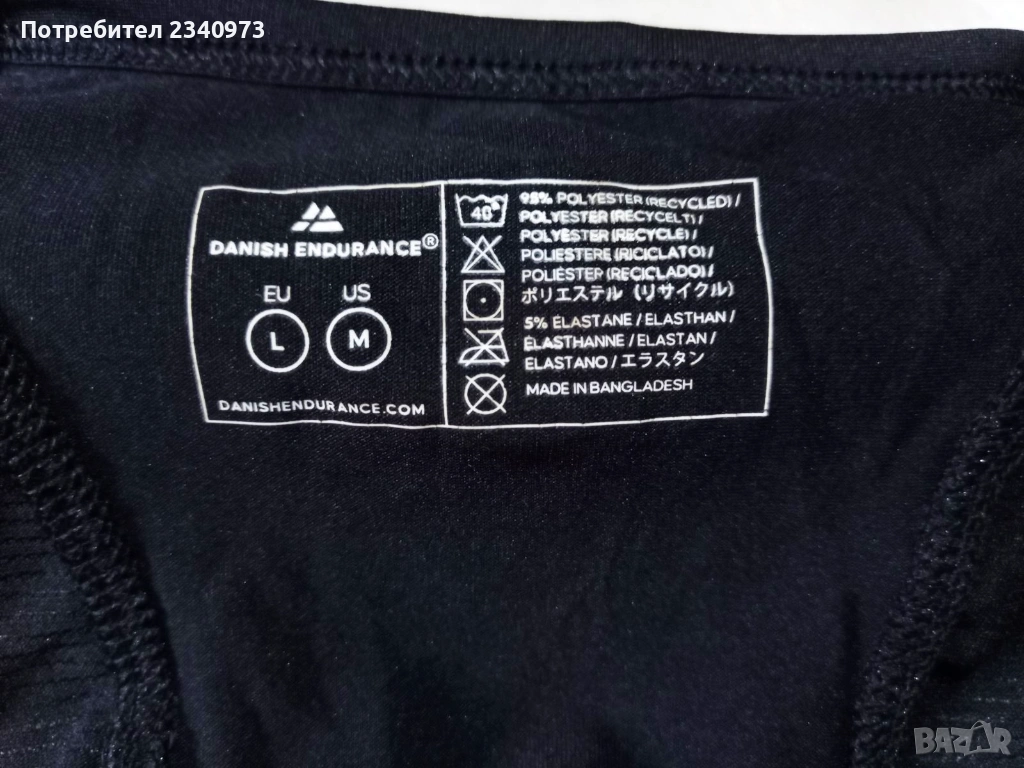 Потребител 2340973
DANISH ENDURANCE®
EU US
L M
DANISHENDURANCE.COM
40°
95% POLYESTER (RECYCLED) /
POLYESTER (RECYCELT) /
POLYESTER (RECYCLE) /
POLIESTERE (RICICLATO) /
POLIÉSTER (RECICLADO) /
ポリエステル (リサイクル)
5% ELASTANE / ELASTHAN /
ELASTHANNE / ELASTAN /
ELASTANO / エラスタン
MADE IN BANGLADESH
BAZAR